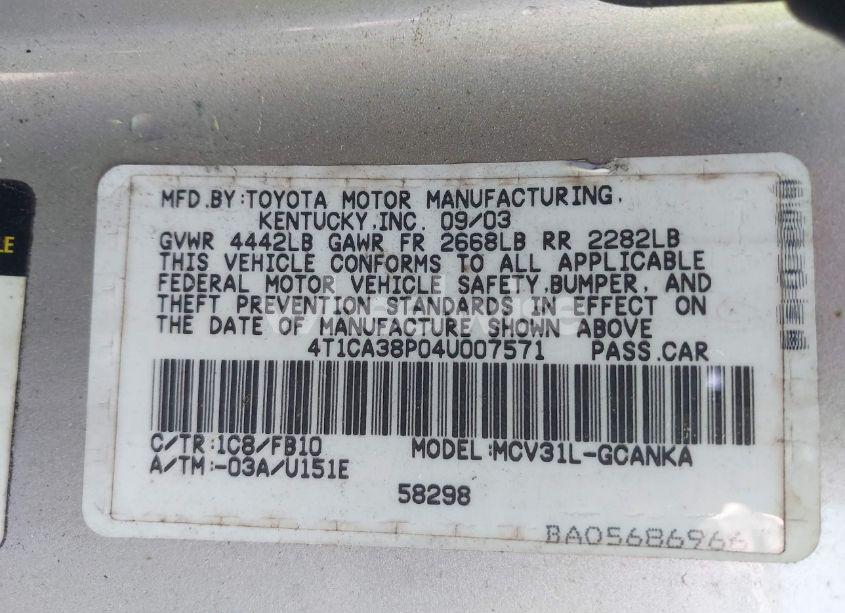 MFD.BY:TOYOTA MOTOR MANUFACTURING,
KENTUCKY,INC. 09/03
GVWR 4442LB GAWR FR 2668LB RR 2282LB
THIS VEHICLE CONFORMS TO ALL APPLICABLE
FEDERAL MOTOR VEHICLE SAFETY,BUMPER, AND
THEFT PREVENTION STANDARDS IN EFFECT ON
THE DATE OF MANUFACTURE SHOWN ABOVE
4T1CA38P04U007571 PASS.CAR
C/TR:1C8/FB10 MODEL:MCV31L-GCANKA
A/TM:-03A/U151E
58298
BA05686966